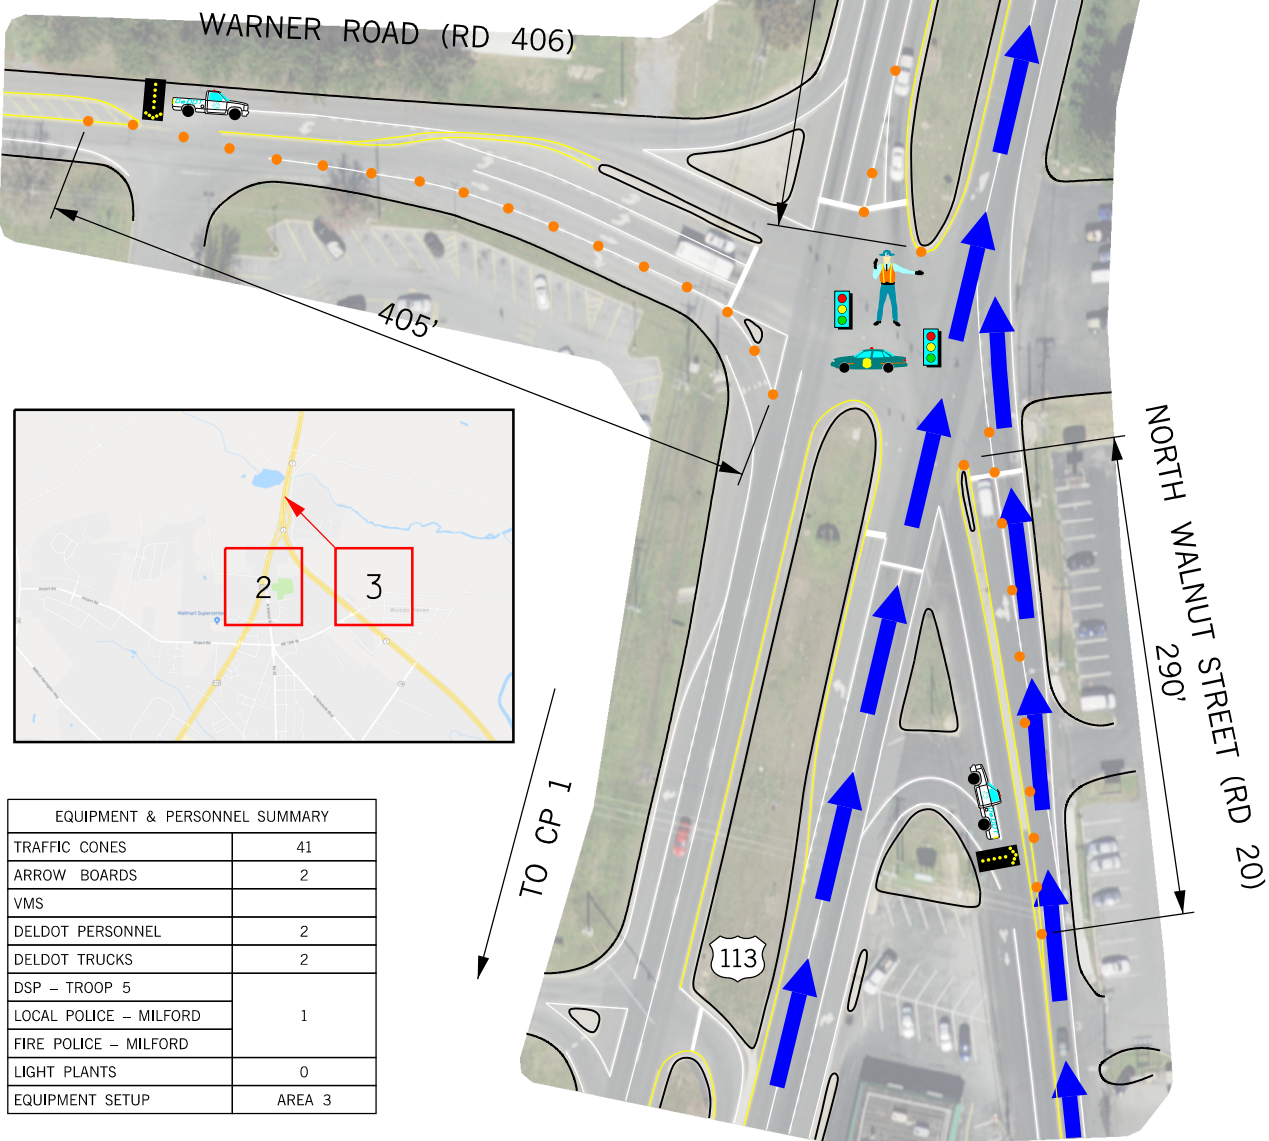 WARNER ROAD (RD 406)
405'
NORTH WALNUT STREET (RD 20)
290'
2
3
Walmart Supercenter
TO CP 1
113
EQUIPMENT & PERSONNEL SUMMARY
TRAFFIC CONES 41
ARROW BOARDS 2
VMS
DELDOT PERSONNEL 2
DELDOT TRUCKS 2
DSP – TROOP 5
LOCAL POLICE – MILFORD 1
FIRE POLICE – MILFORD
LIGHT PLANTS 0
EQUIPMENT SETUP AREA 3